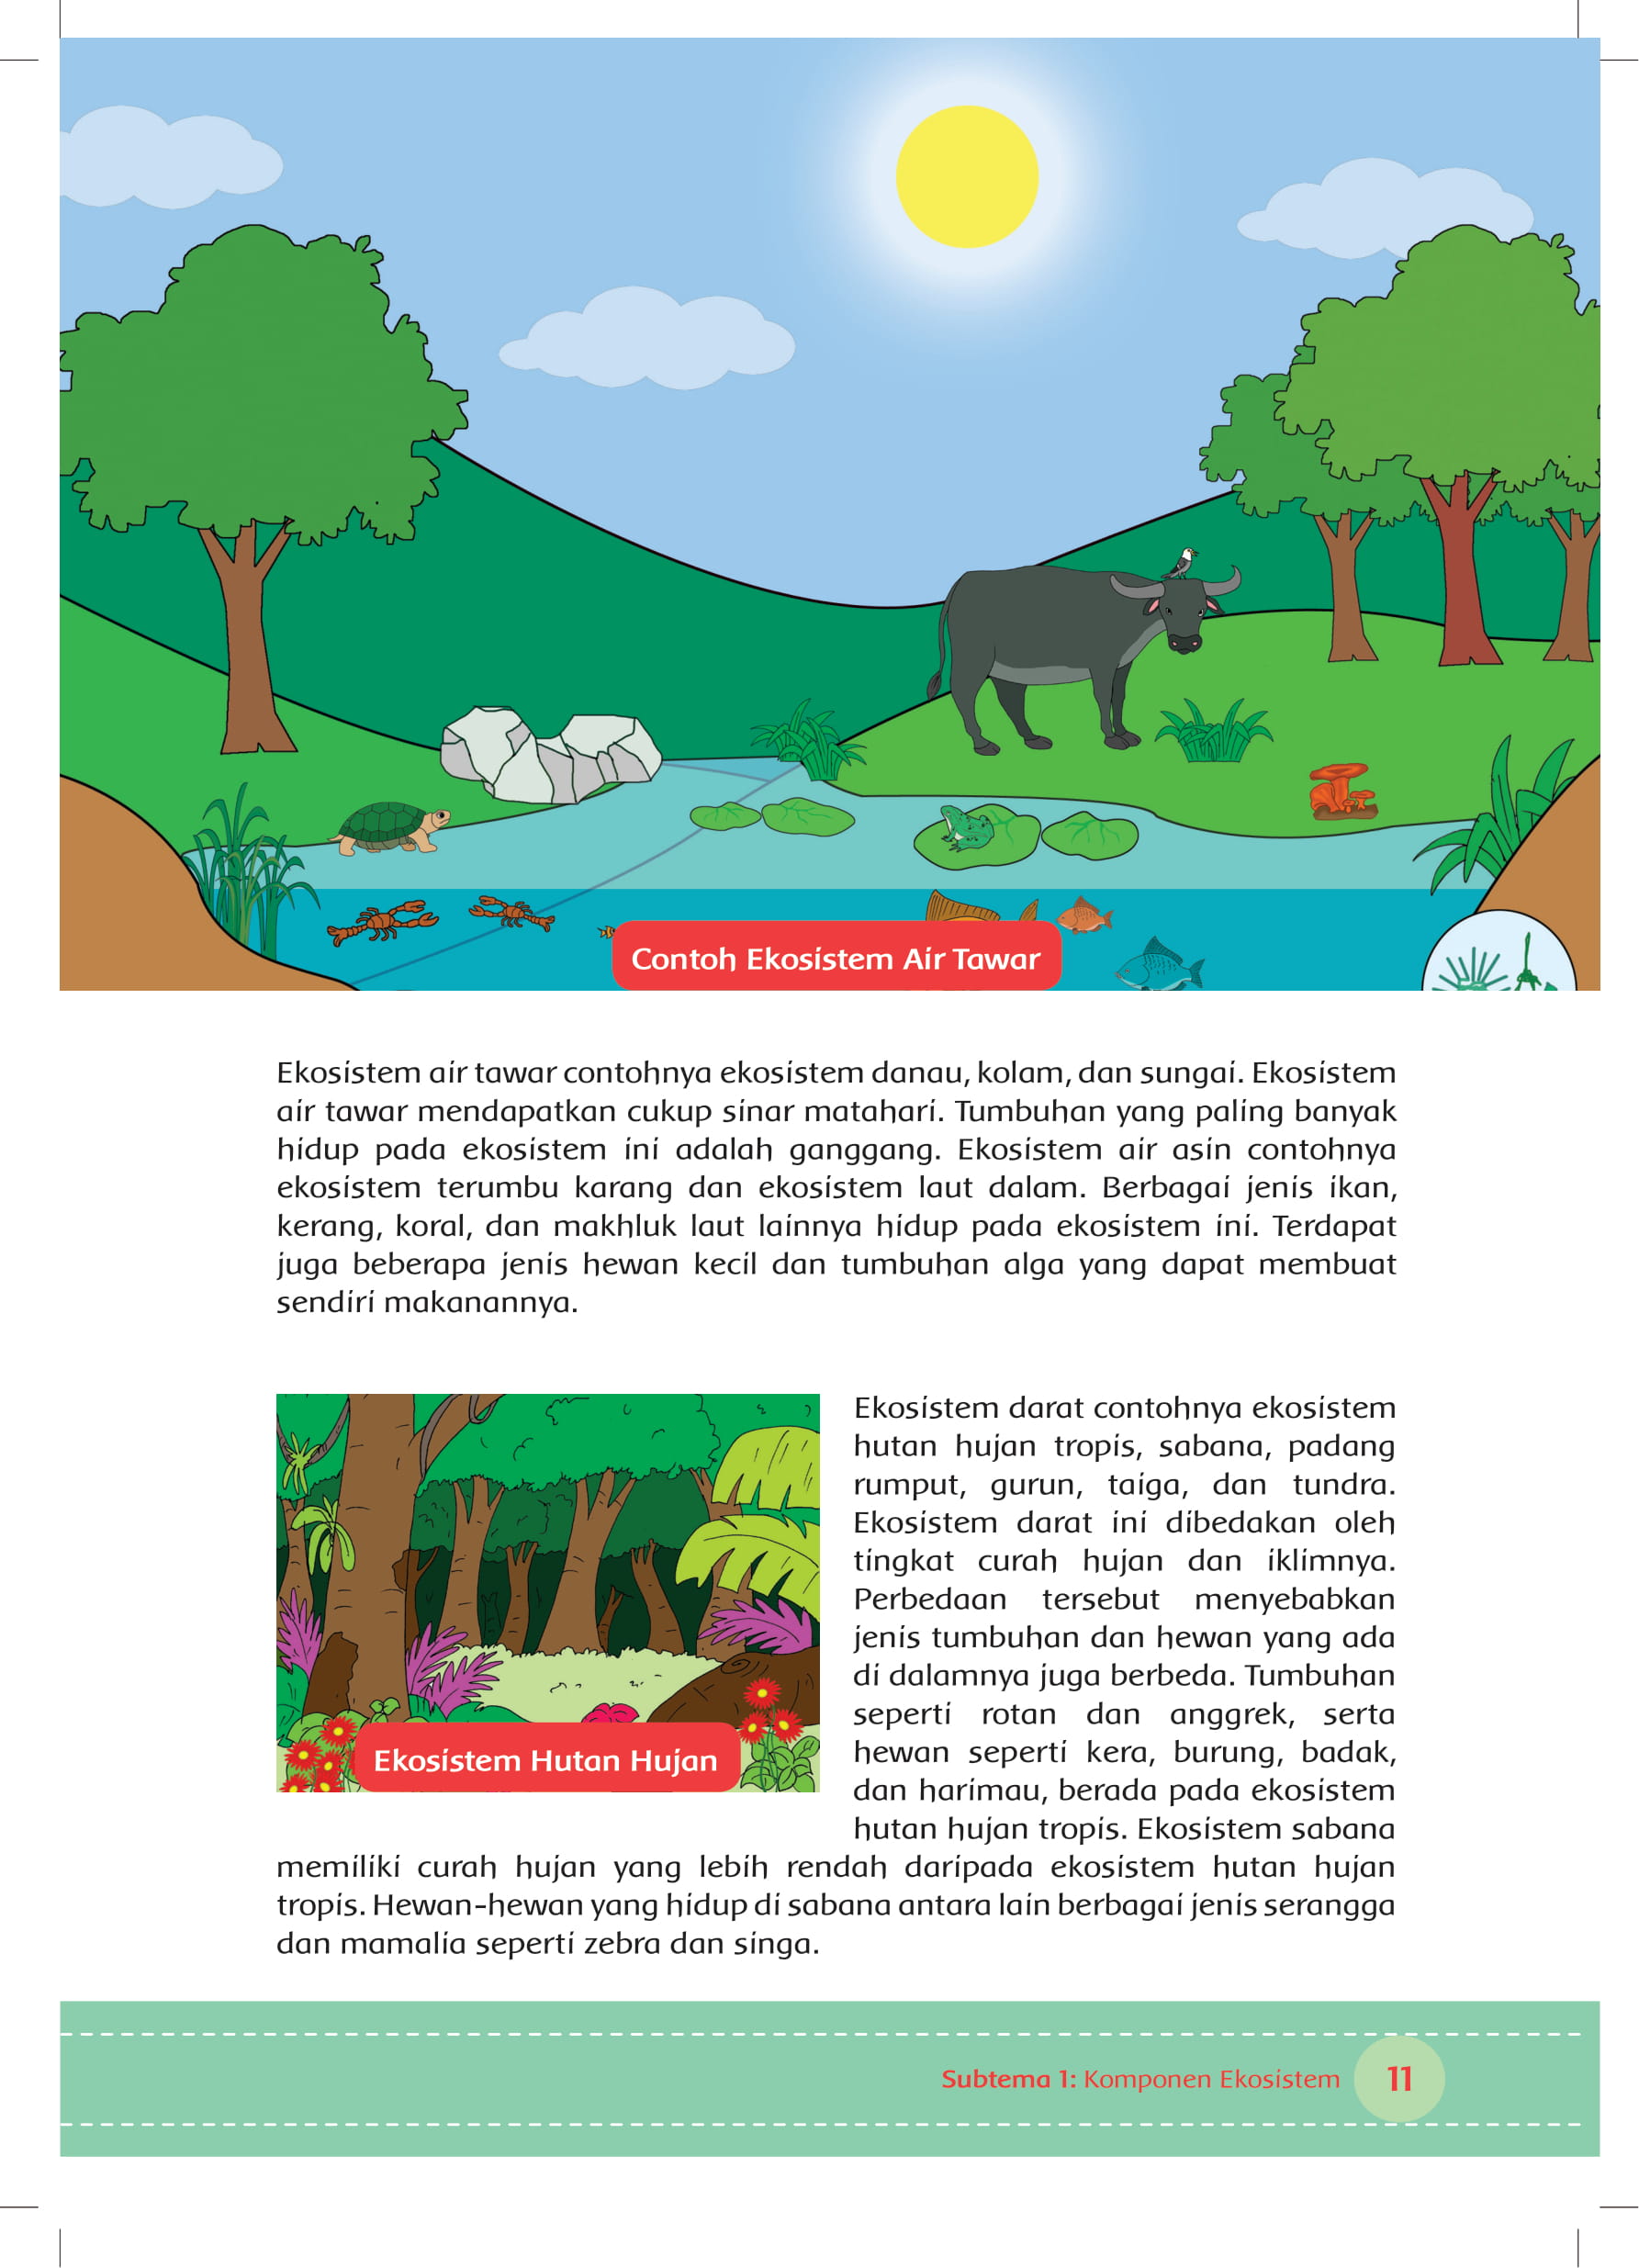 Contoh Ekosistem Air Tawar
Ekosistem air tawar contohnya ekosistem danau, kolam, dan sungai. Ekosistem
air tawar mendapatkan cukup sinar matahari. Tumbuhan yang paling banyak
hidup pada ekosistem ini adalah ganggang. Ekosistem air asin contohnya
ekosistem terumbu karang dan ekosistem laut dalam. Berbagai jenis ikan,
kerang, koral, dan makhluk laut lainnya hidup pada ekosistem ini. Terdapat
juga beberapa jenis hewan kecil dan tumbuhan alga yang dapat membuat
sendiri makanannya.
Ekosistem Hutan Hujan
Ekosistem darat contohnya ekosistem
hutan hujan tropis, sabana, padang
rumput, gurun, taiga, dan tundra.
Ekosistem darat ini dibedakan oleh
tingkat curah hujan dan iklimnya.
Perbedaan tersebut menyebabkan
jenis tumbuhan dan hewan yang ada
di dalamnya juga berbeda. Tumbuhan
seperti rotan dan anggrek, serta
hewan seperti kera, burung, badak,
dan harimau, berada pada ekosistem
hutan hujan tropis. Ekosistem sabana
memiliki curah hujan yang lebih rendah daripada ekosistem hutan hujan
tropis. Hewan-hewan yang hidup di sabana antara lain berbagai jenis serangga
dan mamalia seperti zebra dan singa.
Subtema 1: Komponen Ekosistem 11